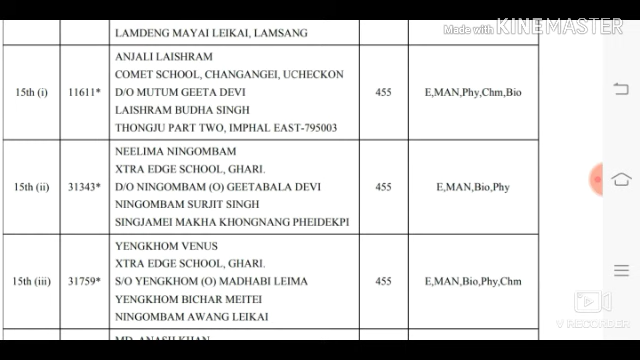 Made with KINEMASTER
LAMDENG MAYAI LEIKAI, LAMSANG
15th (i)
11611*
ANJALI LAISHRAM
COMET SCHOOL, CHANGANGEI, UCHECKON
D/O MUTUM GEETA DEVI
LAISHRAM BUDHA SINGH
THONGJU PART TWO, IMPHAL EAST-795003
455
E,MAN,Phy,Chm,Bio
15th (ii)
31343*
NEELIMA NINGOMBAM
XTRA EDGE SCHOOL, GHARI.
D/O NINGOMBAM (O) GEETABALA DEVI
NINGOMBAM SURJIT SINGH
SINGJAMEI MAKHA KHONGNANG PHEIDEKPI
455
E,MAN,Bio,Phy
15th (iii)
31759*
YENGKHOM VENUS
XTRA EDGE SCHOOL, GHARI.
S/O YENGKHOM (O) MADHABI LEIMA
YENGKHOM BICHAR MEITEI
NINGOMBAM AWANG LEIKAI
455
E,MAN,Bio,Phy,Chm
MD. ANASH KHAN
V RECORDER